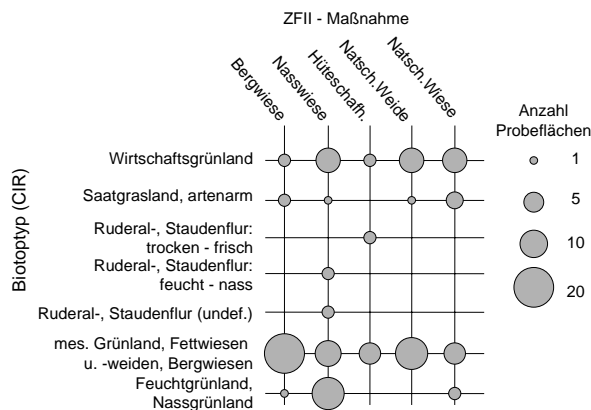 ZFII - Maßnahme
Bergwiese
Nasswiese
Hüteschafh.
Natsch.Weide
Natsch.Wiese
Anzahl
Probeflächen
1
5
10
20
Biotoptyp (CIR)
Wirtschaftsgrünland
Saatgrasland, artenarm
Ruderal-, Staudenflur:
trocken - frisch
Ruderal-, Staudenflur:
feucht - nass
Ruderal-, Staudenflur (undef.)
mes. Grünland, Fettwiesen
u. -weiden, Bergwiesen
Feuchtgrünland,
Nassgrünland